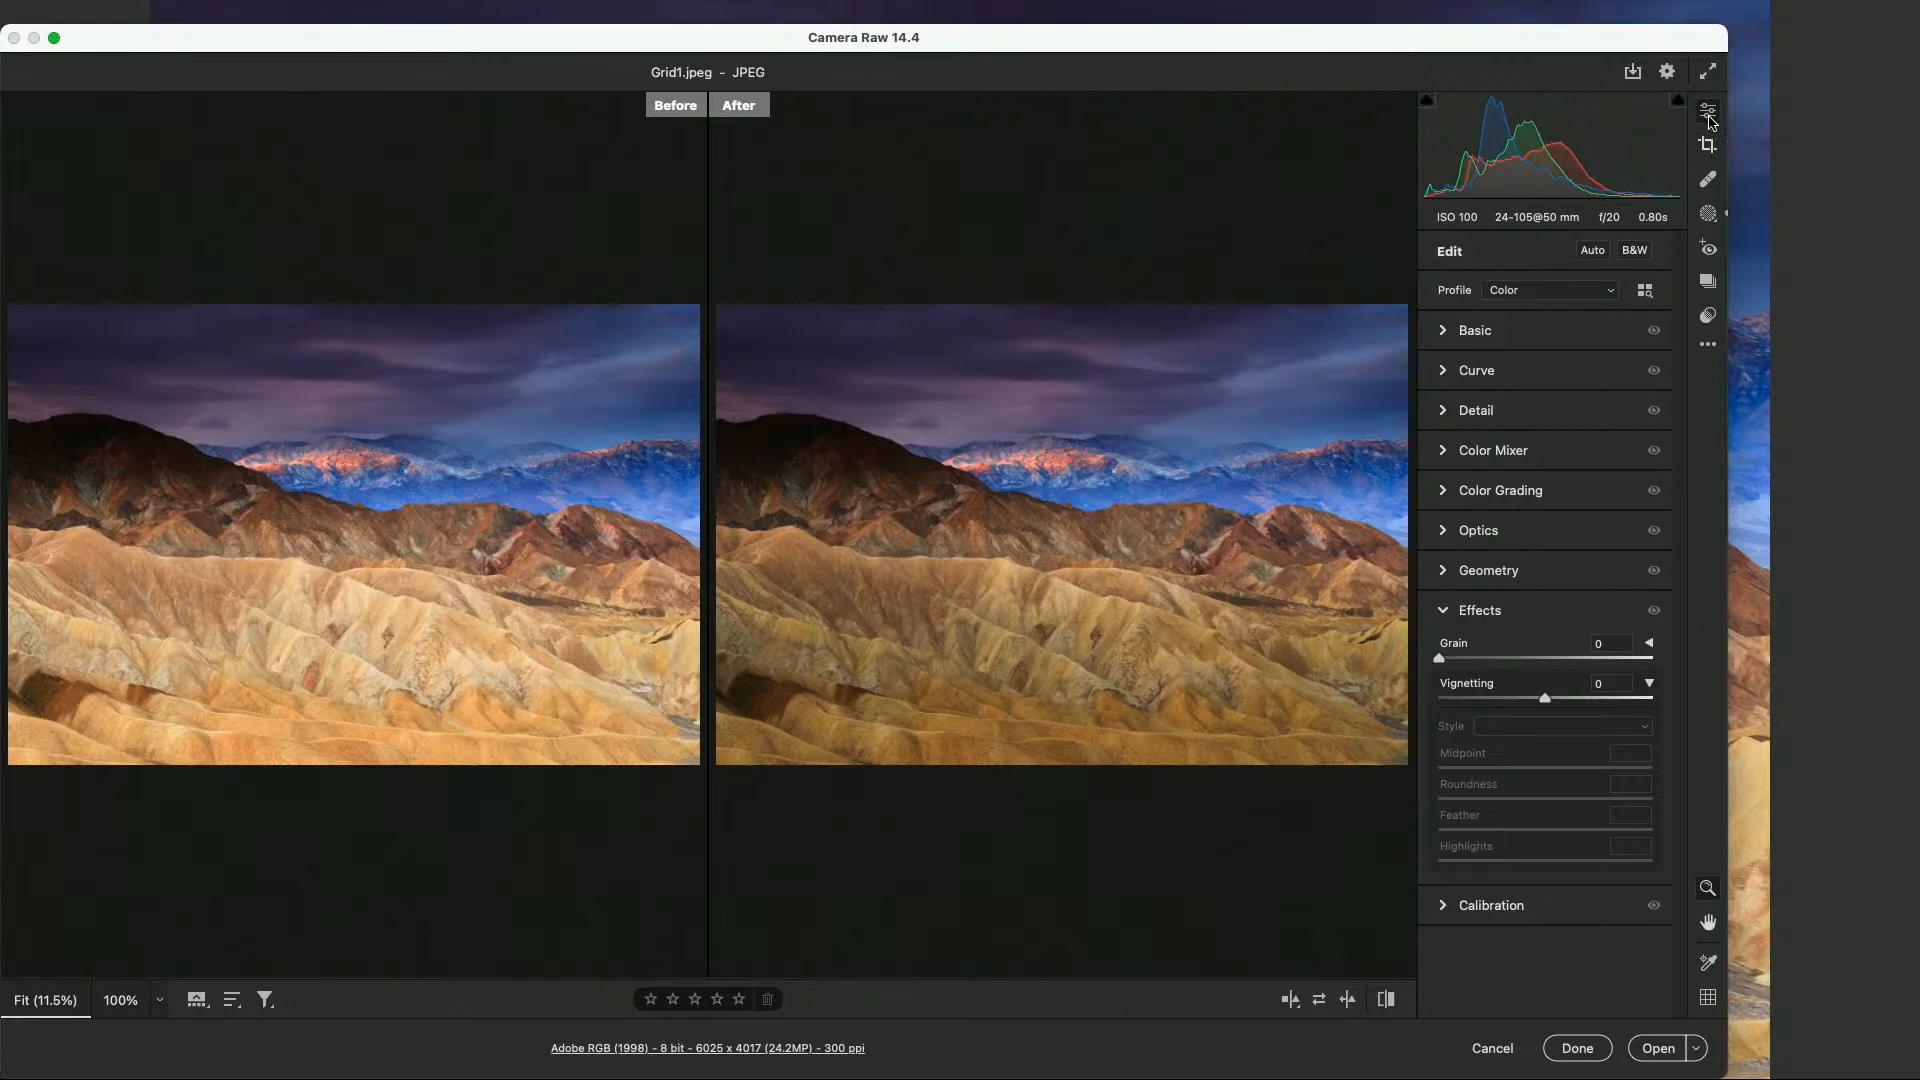 Camera Raw 14.4
Grid1.jpeg - JPEG
Before After
ISO 100 24-105@50 mm f/20 0.80s
Edit Auto B&W
Profile Color
Basic
Curve
Detail
Color Mixer
Color Grading
Optics
Geometry
Effects
Grain 0
Vignetting 0
Style
Midpoint
Roundness
Feather
Highlights
Calibration
Fit (11.5%) 100%
Adobe RGB (1998) - 8 bit - 6025 x 4017 (24.2MP) - 300 ppi
Cancel Done Open